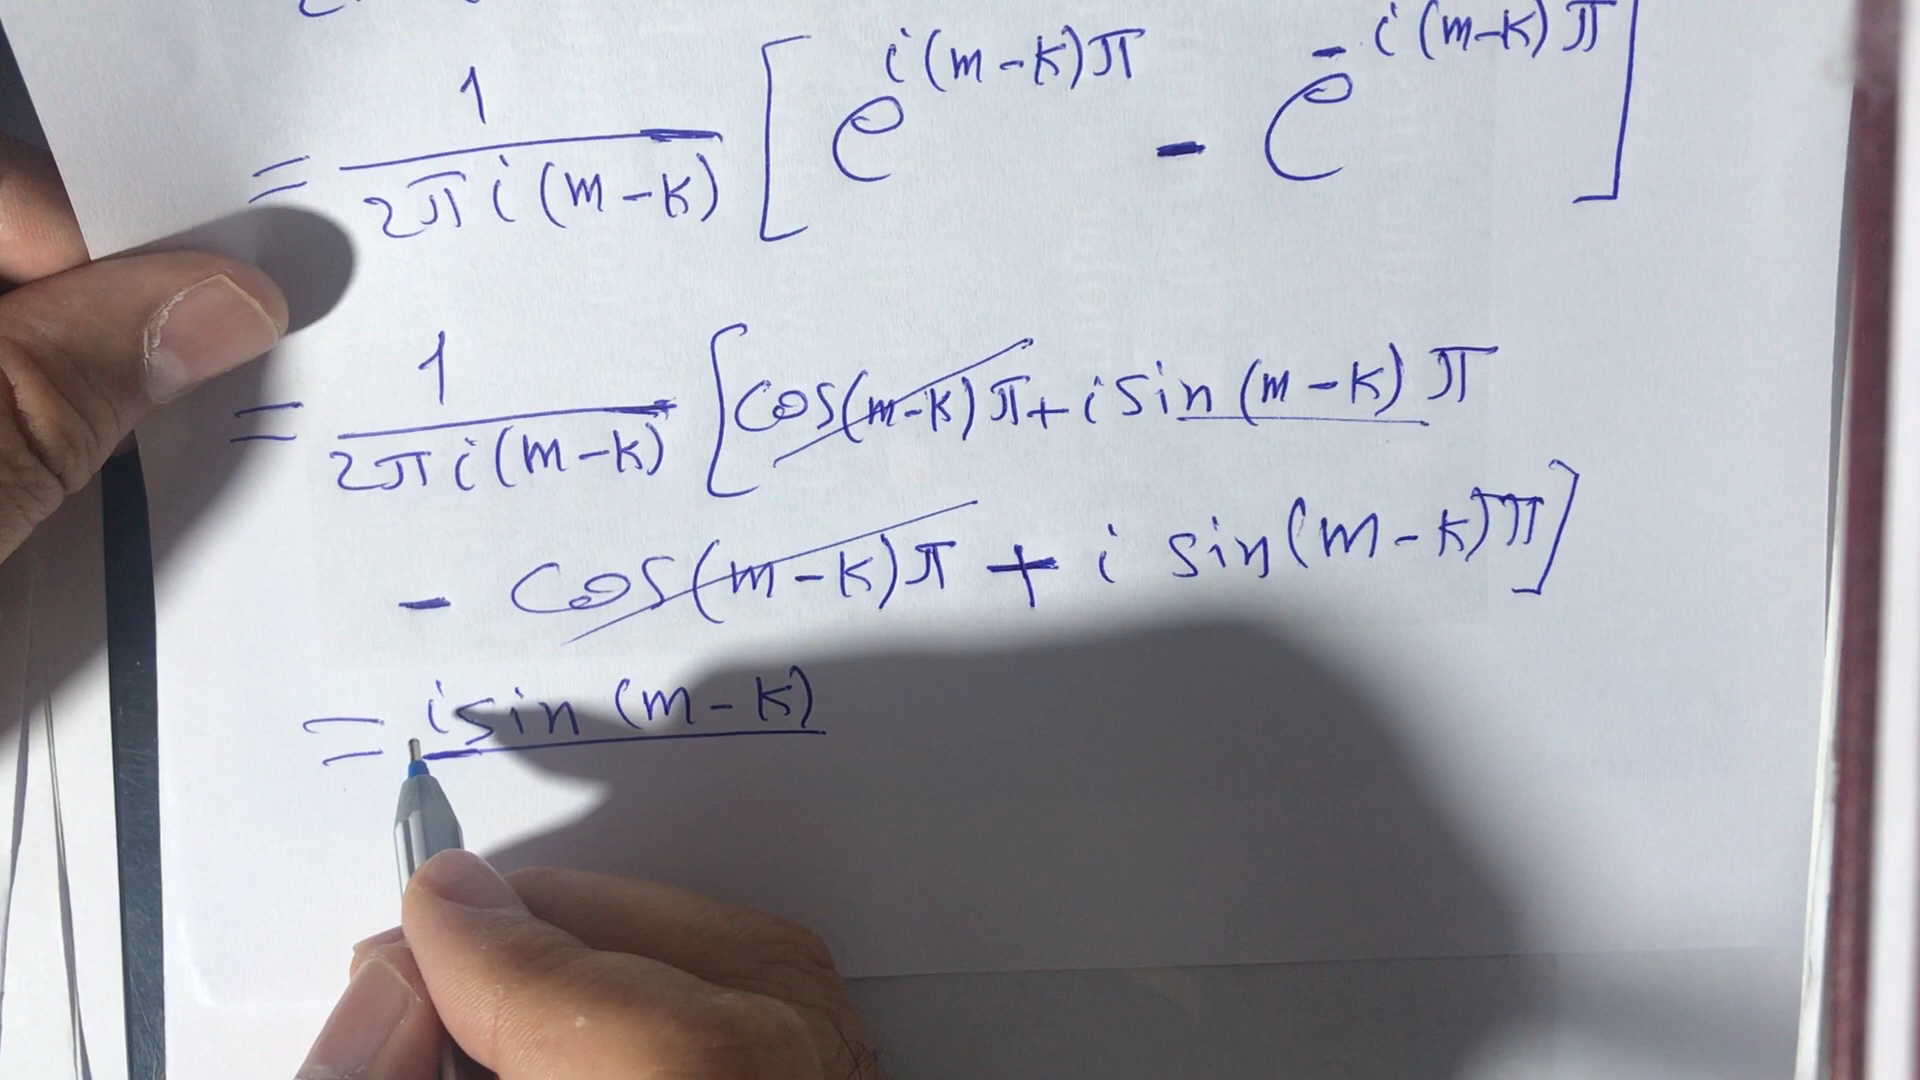 = 1 / 2π i (m-k) [ e^{i(m-k)π} - e^{-i(m-k)π} ]
= 1 / 2π i (m-k) [ cos(m-k)π + i sin (m-k) π
- cos(m-k)π + i sin(m-k)π ]
= i sin (m-k)